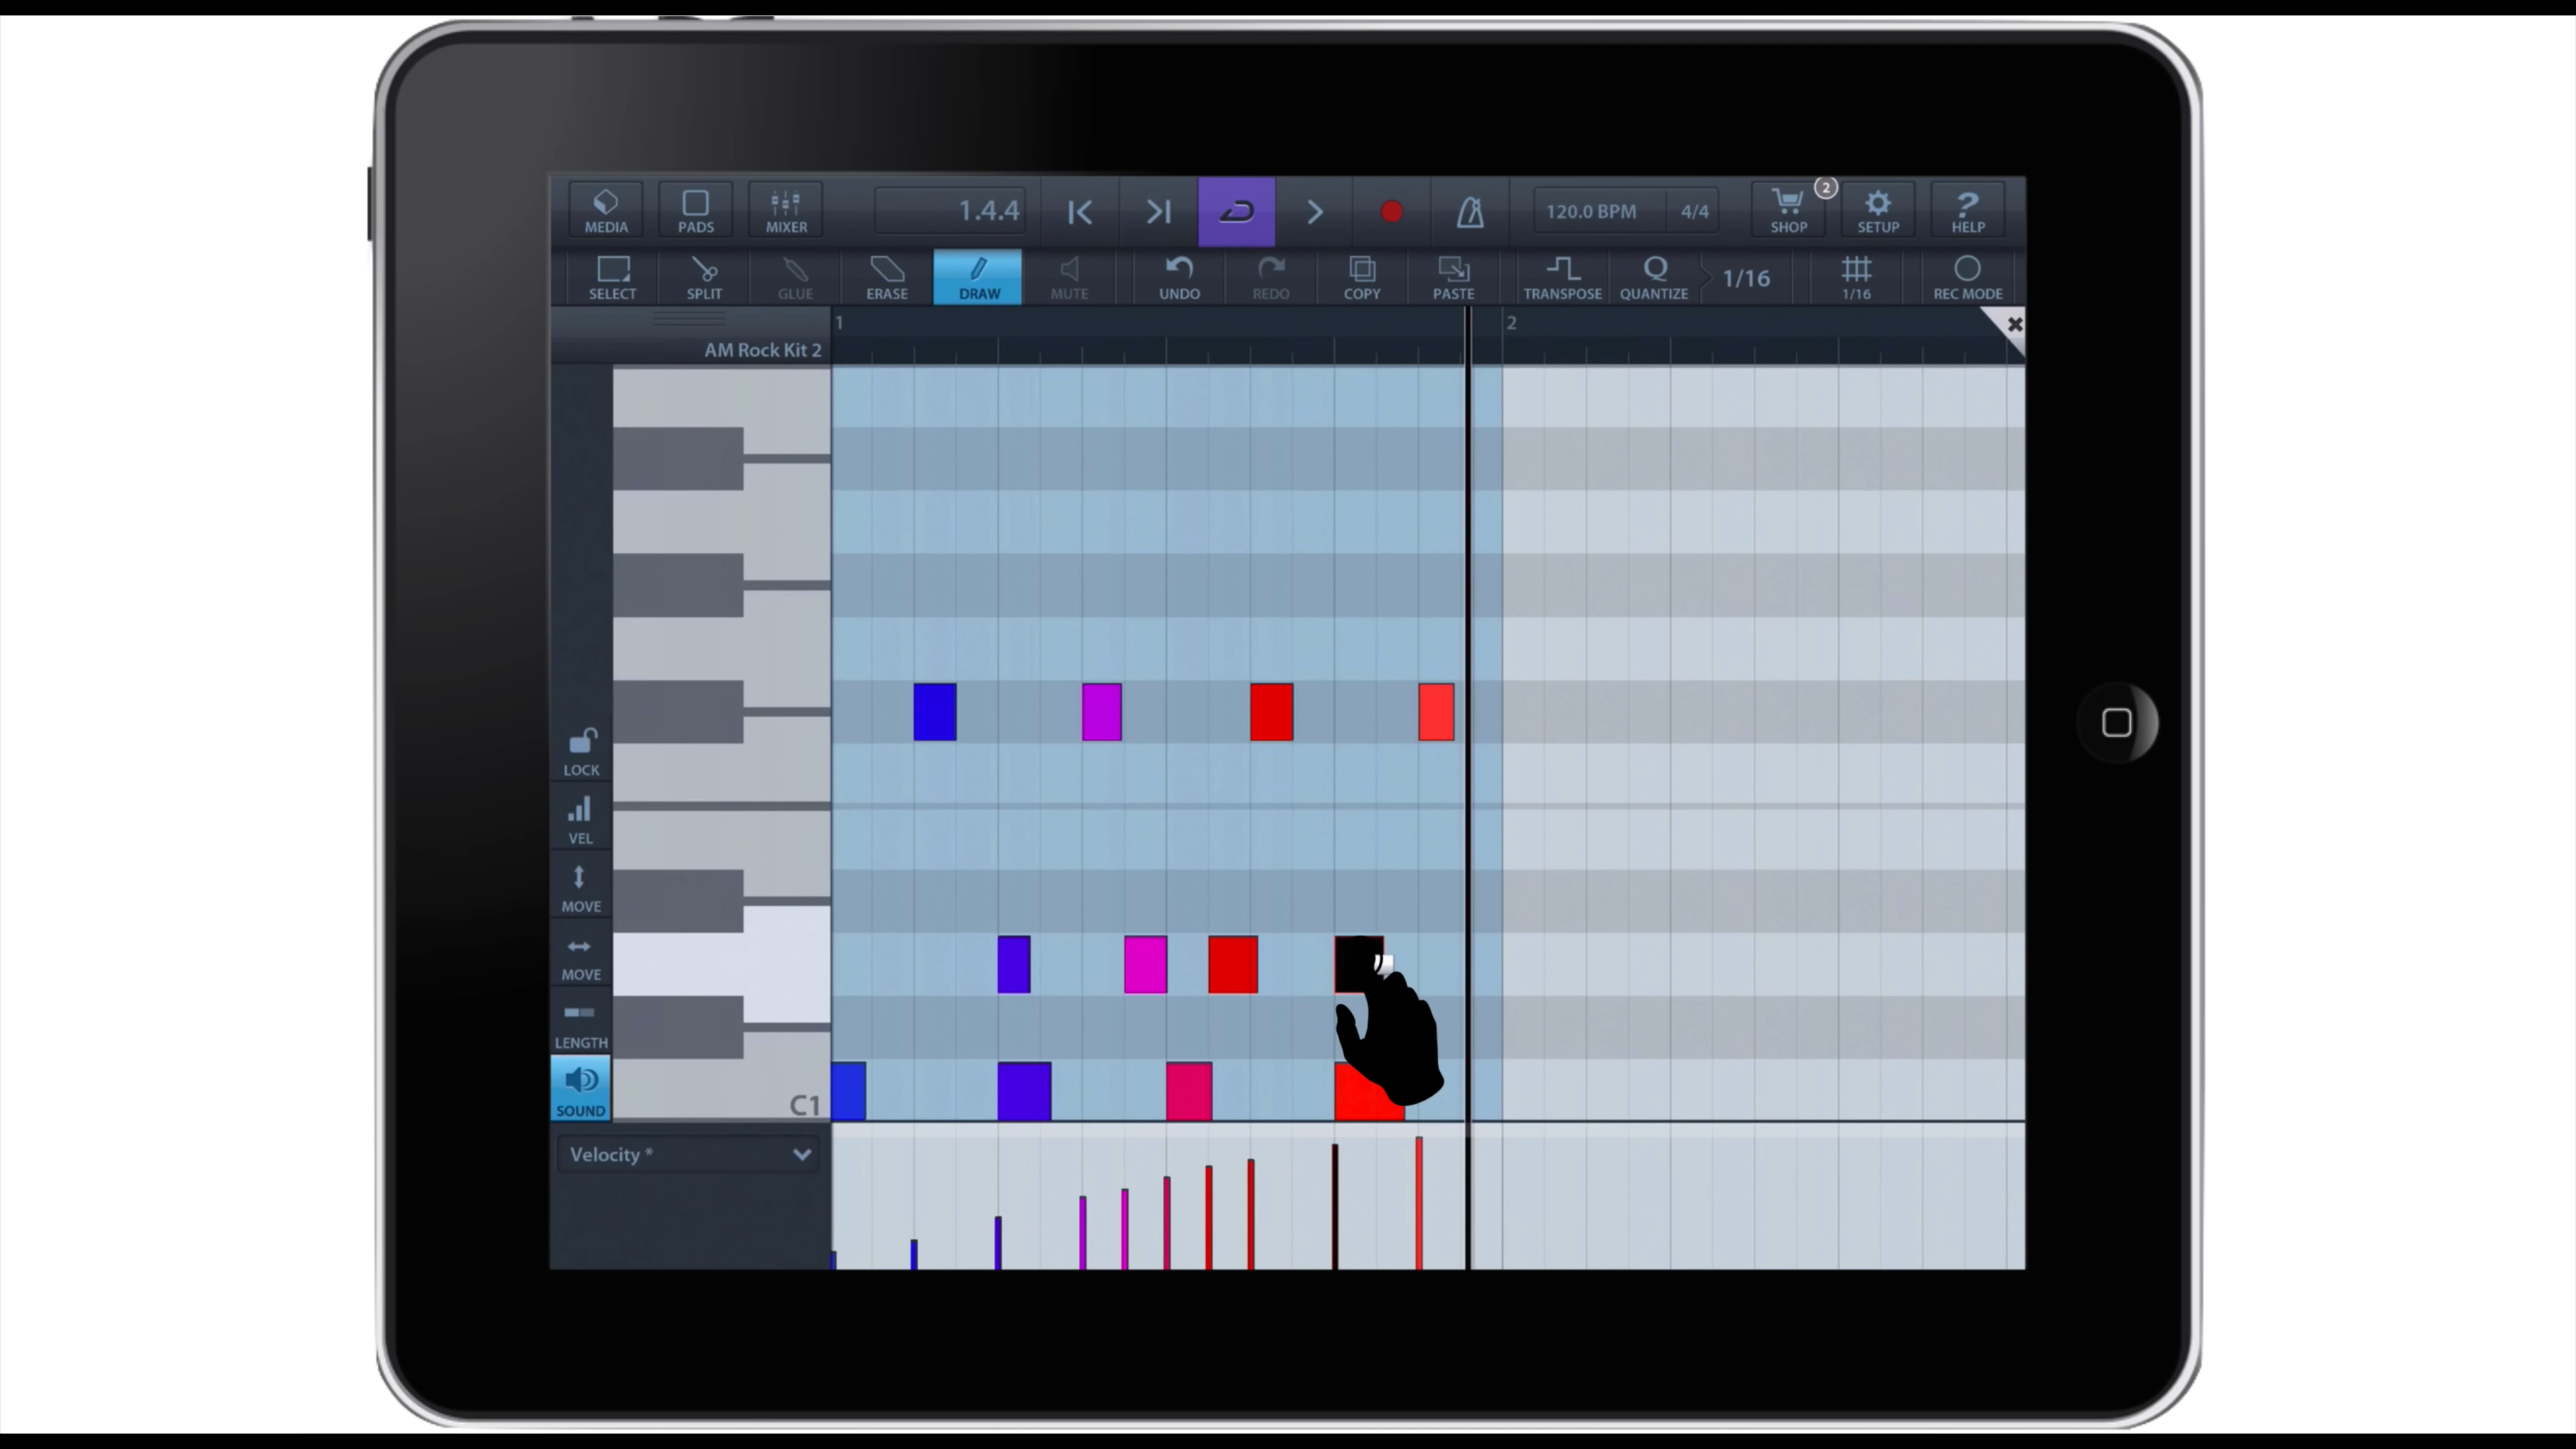 MEDIA PADS MIXER 1.4.4 120.0 BPM 4/4 SHOP 2 SETUP HELP
SELECT SPLIT GLUE ERASE DRAW MUTE UNDO REDO COPY PASTE TRANSPOSE QUANTIZE 1/16 1/16 REC MODE
1 2
AM Rock Kit 2
LOCK
VEL
MOVE
MOVE
LENGTH
SOUND
C1
Velocity *